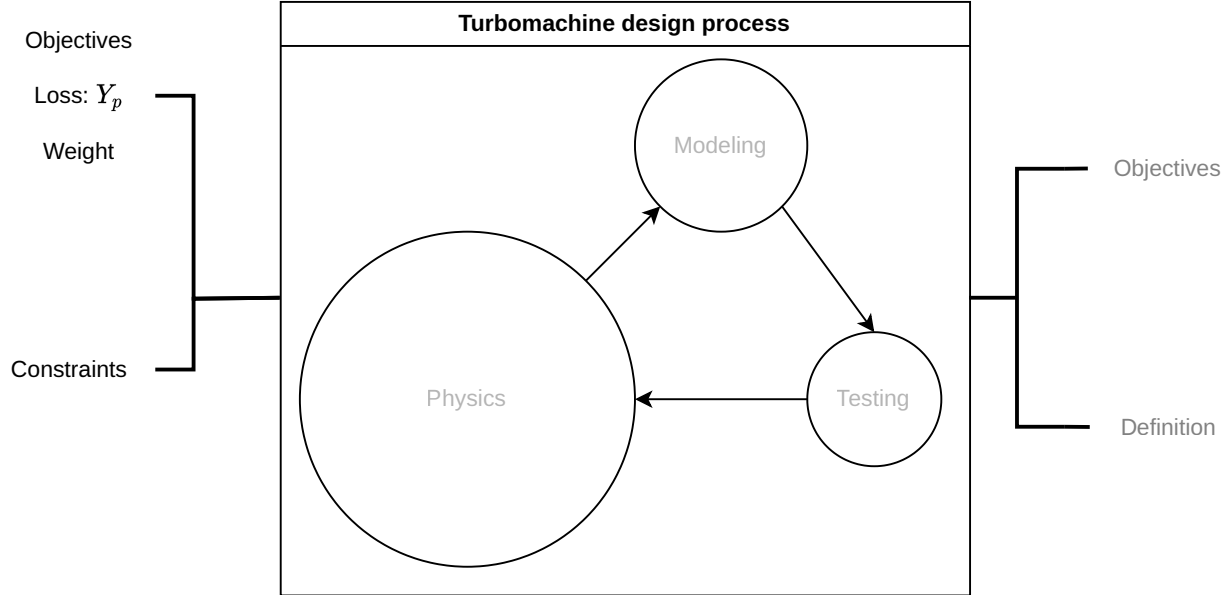 Turbomachine design process
Objectives
Loss: Yₚ
Weight
Constraints
Modeling
Physics
Testing
Objectives
Definition